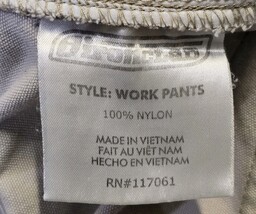 STYLE: WORK PANTS
100% NYLON
MADE IN VIETNAM
FAIT AU VIÊT NAM
HECHO EN VIETNAM
RN#117061